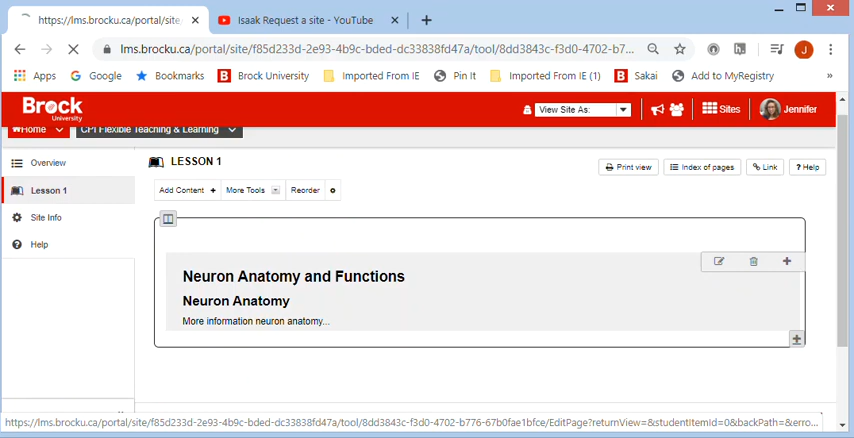 https://lms.brocku.ca/portal/site
Isaak Request a site - YouTube
lms.brocku.ca/portal/site/f85d233d-2e93-4b9c-bded-dc33838fd47a/tool/8dd3843c-f3d0-4702-b7...
h.
J
Apps
G Google
Bookmarks
B Brock University
Imported From IE
Pin It
Imported From IE (1)
B Sakai
Add to MyRegistry
»
Brock
University
View Site As:
Sites
Jennifer
Home
CPI Flexible Teaching & Learning
Overview
Lesson 1
Site Info
Help
LESSON 1
Print view
Index of pages
Link
? Help
Add Content +
More Tools
Reorder
Neuron Anatomy and Functions
Neuron Anatomy
More information neuron anatomy...
https://lms.brocku.ca/portal/site/f85d233d-2e93-4b9c-bded-dc33838fd47a/tool/8dd3843c-f3d0-4702-b776-67b0fae1bfce/EditPage?returnView=&studentItemId=0&backPath=&erro...